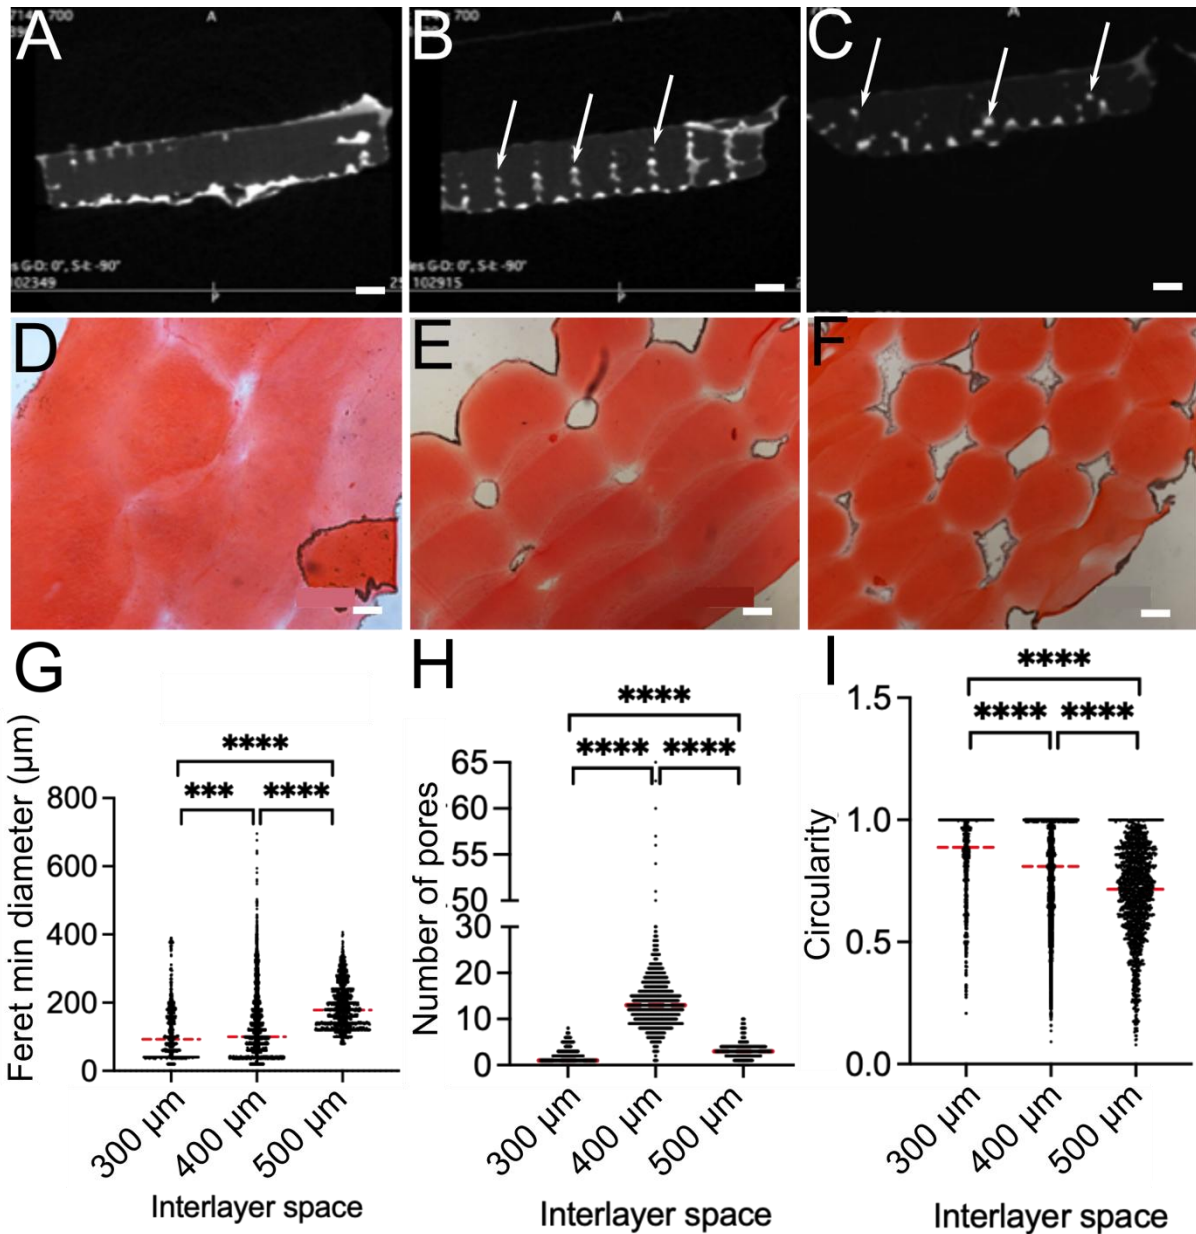 A
B
C
714 700
A
700
A
A
es G-D: 0°, S-I: -90°
102349
es G-D: 0°, S-I: -90°
102915
D
E
F
G
H
I
Feret min diameter (µm)
800
600
400
200
0
****
***
****
300 µm
400 µm
500 µm
Interlayer space
Number of pores
65
60
55
50
30
20
10
0
****
****
****
300 µm
400 µm
500 µm
Interlayer space
Circularity
1.5
1.0
0.5
0.0
****
****
****
300 µm
400 µm
500 µm
Interlayer space